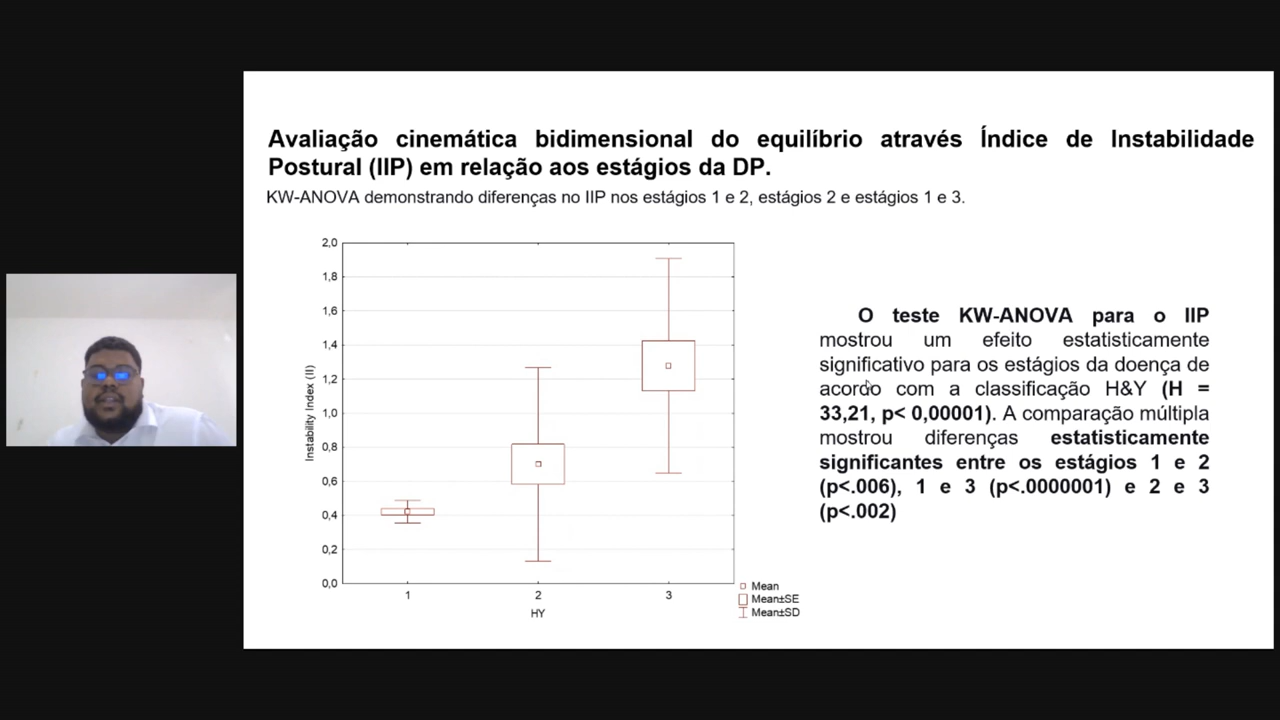 Avaliação cinemática bidimensional do equilíbrio através Índice de Instabilidade
Postural (IIP) em relação aos estágios da DP.
KW-ANOVA demonstrando diferenças no IIP nos estágios 1 e 2, estágios 2 e estágios 1 e 3.
2,0
1,8
1,6
1,4
1,2
1,0
0,8
0,6
0,4
0,2
0,0
Instability Index (II)
1 2 3
HY
Mean
Mean±SE
Mean±SD
O teste KW-ANOVA para o IIP
mostrou um efeito estatisticamente
significativo para os estágios da doença de
acordo com a classificação H&Y (H =
33,21, p< 0,00001). A comparação múltipla
mostrou diferenças estatisticamente
significantes entre os estágios 1 e 2
(p<.006), 1 e 3 (p<.0000001) e 2 e 3
(p<.002)